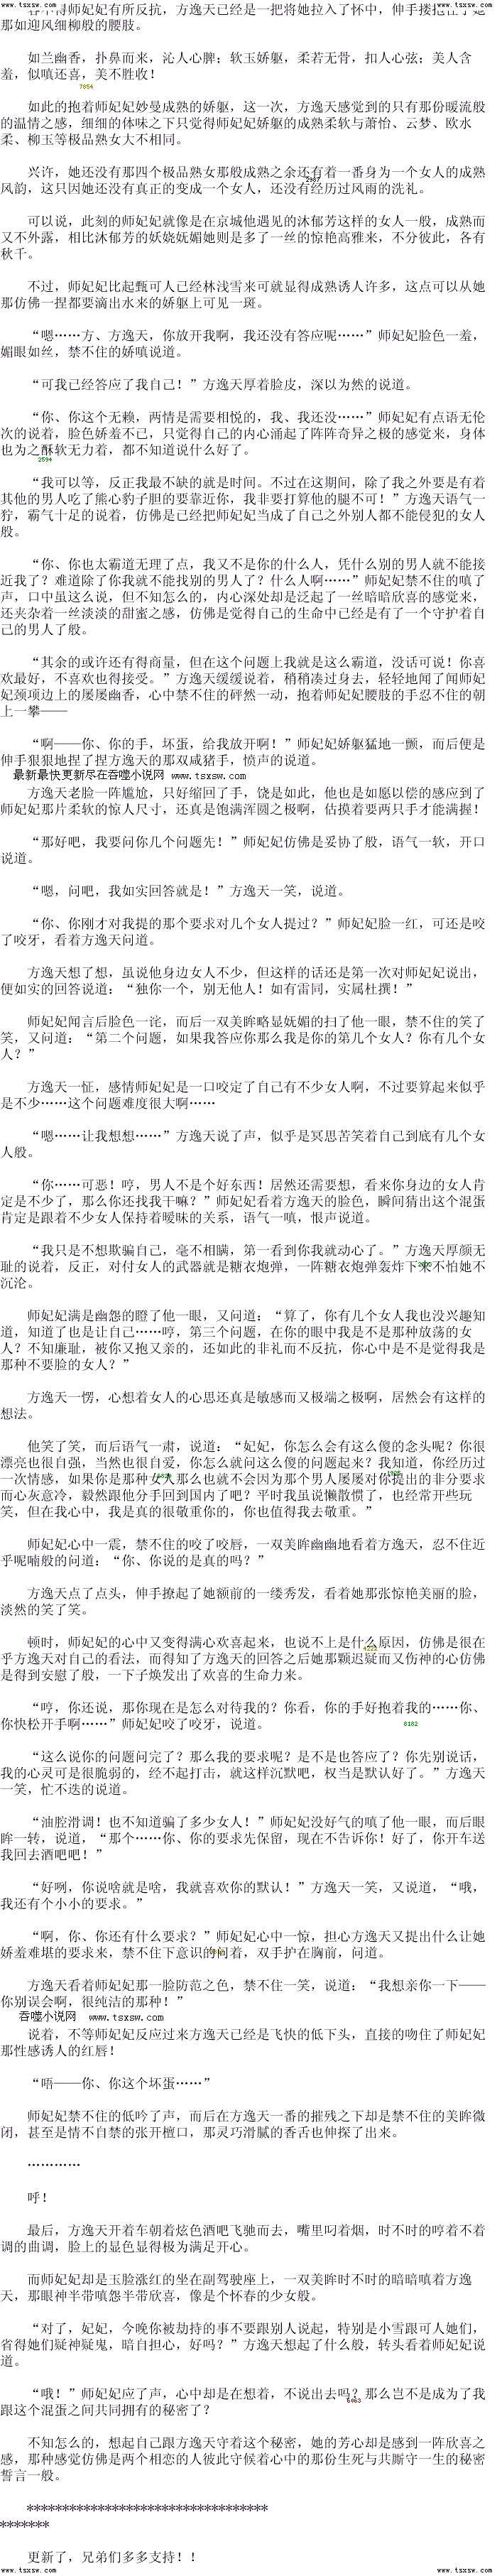 www.tsxsw.com www.tsxsw.com
师妃妃有所反抗，方逸天已经是一把将她拉入了怀中，伸手搂
那如迎风细柳般的腰肢。
如兰幽香，扑鼻而来，沁人心脾；软玉娇躯，柔若无骨，扣人心弦；美人含
羞，似嗔还喜，美不胜收！
7854
如此的抱着师妃妃妙曼成熟的娇躯，这一次，方逸天感觉到的只有那份暖流般
的温情之感，细细的体味之下只觉得师妃妃娇躯的成熟柔软与萧怡、云梦、欧水
柔、柳玉等极品熟女大不相同。
兴许，她还没有那四个极品熟女那般成熟之余还有着一番身为一个女人的成熟
2987
风韵，这只因她还没有真正的变成一个女人，还没有经历过风雨的洗礼。
可以说，此刻的师妃妃就像是在京城他遇见的沐郁芳这样的女人一般，成熟而
又不外露，相比沐郁芳的妖娆妩媚她则是多了一丝的惊艳高雅来，不分彼此，各有
秋千。
不过，师妃妃比起甄可人已经林浅雪来可就显得成熟诱人许多，这点可以从她
那仿佛一捏都要滴出水来的娇躯上可见一斑。
“嗯……方、方逸天，你放开我啊，我还没有答应呢……”师妃妃脸色一羞，
媚眼如丝，禁不住的娇嗔说道。
“可我已经答应了我自己！”方逸天厚着脸皮，深以为然的说道。
“你、你这个无赖，两情是需要相悦的，我、我还没……”师妃妃有点语无伦
次的说着，脸色娇羞不已，只觉得自己的内心涌起了阵阵奇异之极的感觉来，身体
也为之酥软无力着，都不知道说什么好了。
2594
“我可以等，反正我最不缺的就是时间。不过在这期间，除了我之外要是有着
其他的男人吃了熊心豹子胆的要靠近你，我非要打算他的腿不可！”方逸天语气一
狞，霸气十足的说着，仿佛是已经把师妃妃当成了自己之外别人都不能侵犯的女人
般。
“你、你也太霸道无理了点，我又不是你的什么人，凭什么别的男人就不能接
近我了？难道除了你我就不能找别的男人了？什么人啊……”师妃妃禁不住的嗔了
声，口中虽这么说，但不知怎么的，内心深处却是泛起了一丝暗暗欣喜的感觉来，
还夹杂着一丝淡淡的甜蜜之感，仿佛是觉得自己的生命中已经是有了一个守护着自
己的男人了般。
“其余的或许还有得商量，但在这个问题上我就是这么霸道，没话可说！你喜
欢最好，不喜欢也得接受。”方逸天缓缓说着，稍稍凑过身去，轻轻地闻了闻师妃
妃颈项边上的屡屡幽香，心中禁不住的砰然一动，抱着师妃妃腰肢的手忍不住的朝
上一攀——
“啊——你、你的手，坏蛋，给我放开啊！”师妃妃娇躯猛地一颤，而后便是
伸手狠狠地捏了捏方逸天的那双咸猪手，愤声的说道。
最新最快更新尽在吞噬小说网 www.tsxsw.com
方逸天老脸一阵尴尬，只好缩回了手，饶是如此，他也是如愿以偿的感应到了
师妃妃那片柔软的惊人尺寸，还真是饱满浑圆之极啊，估摸着要两只手才能满握！
“那好吧，我要问你几个问题先！”师妃妃仿佛是妥协了般，语气一软，开口
说道。
“嗯，问吧，我如实回答就是！”方逸天一笑，说道。
“你、你刚才对我提的那个要求对几个女人提过？”师妃妃脸一红，可还是咬
了咬牙，看着方逸天问道。
方逸天想了想，虽说他身边女人不少，但这样的话还是第一次对师妃妃说出，
便如实的回答说道：“独你一个，别无他人！如有雷同，实属杜撰！”
师妃妃闻言后脸色一诧，而后一双美眸略显妩媚的扫了他一眼，禁不住的笑了
笑，又问道：“第二个问题，如果我答应你那么我是你的第几个女人？你有几个女
人？”
方逸天一怔，感情师妃妃是一口咬定了自己有不少女人啊，不过要算起来似乎
是不少……这个问题难度很大啊……
“嗯……让我想想……”方逸天说了声，似乎是冥思苦笑着自己到底有几个女
人般。
“你……可恶！哼，男人不是个好东西！居然还需要想，看来你身边的女人肯
定是不少了，那么你还找我干嘛？”师妃妃看着方逸天的脸色，瞬间猜出这个混蛋
肯定是跟着不少女人保持着暧昧的关系，语气一嗔，恨声说道。
“我只是不想欺骗自己，毫不相瞒，第一看到你我就动心了。”方逸天厚颜无
耻的说着，反正，对付女人的武器就是糖衣炮弹，一阵糖衣炮弹轰炸下来不怕她不
沉沦。
师妃妃满是幽怨的瞪了他一眼，又问道：“算了，你有几个女人我也没兴趣知
道，知道了也是让自己……哼，第三个问题，在你的眼中我是不是那种放荡的女
人？不知廉耻，被你又抱又亲的，还如此的非礼而不反抗，你心中是不是觉得我是
那种不要脸的女人？”
方逸天一愣，心想着女人的心思还真是敏感而又极端之极啊，居然会有这样的
想法。
他笑了笑，而后语气一肃，说道：“妃妃，你怎么会有这么傻的念头呢？你很
漂亮也很自强，当然也很自爱，你怎么就问这么傻的问题起来？我知道，你经历过
一次情感，如果你是那种女人那么也就不会因为那个男人屡屡对你提出的非分要求
而心灰意冷，毅然跟他分手回到国内了吧？平时我虽说懒散惯了，也经常开些玩
笑，但在我心中，我是真的很敬重你的，你也值得我去敬重。”
师妃妃心中一震，禁不住的咬了咬唇，一双美眸幽幽地看着方逸天，忍不住近
乎呢喃般的问道：“你、你说的是真的吗？”
方逸天点了点头，伸手撩起了她额前的一缕秀发，看着她那张惊艳美丽的脸，
淡然的笑了笑。
顿时，师妃妃的心中又变得满心欢喜起来，也说不上是什么原因，仿佛是很在
4222
乎方逸天对自己的看法，而得知了方逸天的回答之后她那颗迟疑而又伤神的心仿佛
是得到安慰了般，一下子焕发出了欢喜的生命力来。
“哼，你还说，那你现在是怎么对待我的？你看，你的手好抱着我的……你、
你快松开手啊……”师妃妃咬了咬牙，说道。
8182
“这么说你的问题问完了？那么我的要求呢？是不是也答应了？你先别说话，
我的心灵可是很脆弱的，经不起打击，就这样沉默吧，权当是默认好了。”方逸天
一笑，忙不迭的说道。
“油腔滑调！也不知道骗了多少女人！”师妃妃没好气的嗔了他一眼，而后眼
眸一转，说道，“那个……你、你的要求先保留，现在不告诉你！好了，你开车送
我回去酒吧吧！”
“好咧，你说啥就是啥，我就喜欢你的默认！”方逸天一笑，又说道，“哦，
我还有个小小的要求。”
“啊，你、你还有什么要求？”师妃妃心中一惊，担心方逸天又提出什么让她
娇羞难堪的要求来，禁不住下意识的问着，双手护在胸前，问道。
方逸天看着师妃妃那一脸防范之色，禁不住一笑，说道：“我想亲你一下——
你别误会啊，很纯洁的那种！”
吞噬小说网 www.tsxsw.com
说着，不等师妃妃反应过来方逸天已经是飞快的低下头，直接的吻住了师妃妃
那性感诱人的红唇！
“唔——你、你这个坏蛋……”
师妃妃禁不住的低吟了声，而后在方逸天一番的摧残之下却是禁不住的美眸微
闭，甚至是情不自禁的张开檀口，那灵巧滑腻的香舌也伸探了出来。
…………
呼！
最后，方逸天开着车朝着炫色酒吧飞驰而去，嘴里叼着烟，时不时的哼着不着
调的曲调，脸上的显色显得极为满足开心。
而师妃妃却是玉脸涨红的坐在副驾驶座上，一双美眸时不时的暗暗嗔着方逸
天，那眼神半带嗔怨半带欣喜，像是个怀春的少女般。
“对了，妃妃，今晚你被劫持的事不要跟别人说起，特别是小雪跟可人她们，
省得她们疑神疑鬼，暗自担心，好吗？”方逸天想起了什么般，转头看着师妃妃说
道。
“哦！”师妃妃应了声，心中却是在想着，不说出去吗？那么岂不是成为了我
6063
跟这个混蛋之间共同拥有的秘密了？
不知怎么的，想起自己跟方逸天守着这个秘密，她的芳心却是感到一阵欣喜之
感，那种感觉仿佛是两个相恋的人彼此守候着心中的那份生死与共厮守一生的秘密
誓言一般。
**********************************
*******
更新了，兄弟们多多支持！！
www.tsxsw.com www.tsxsw.com